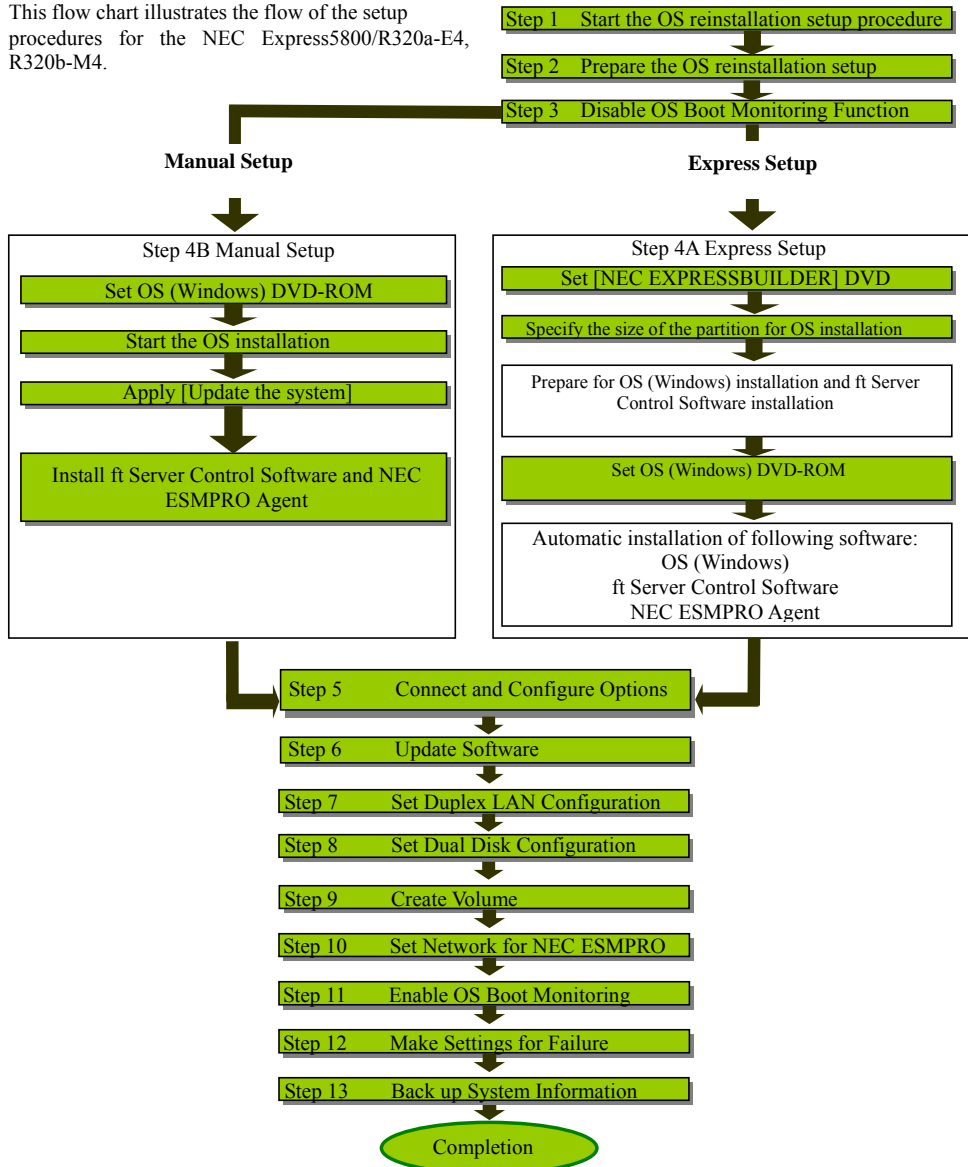 This flow chart illustrates the flow of the setup
procedures for the NEC Express5800/R320a-E4,
R320b-M4.
Step 1 Start the OS reinstallation setup procedure
Step 2 Prepare the OS reinstallation setup
Step 3 Disable OS Boot Monitoring Function
Manual Setup
Express Setup
Step 4B Manual Setup
Set OS (Windows) DVD-ROM
Start the OS installation
Apply [Update the system]
Install ft Server Control Software and NEC
ESMPRO Agent
Step 4A Express Setup
Set [NEC EXPRESSBUILDER] DVD
Specify the size of the partition for OS installation
Prepare for OS (Windows) installation and ft Server
Control Software installation
Set OS (Windows) DVD-ROM
Automatic installation of following software:
OS (Windows)
ft Server Control Software
NEC ESMPRO Agent
Step 5 Connect and Configure Options
Step 6 Update Software
Step 7 Set Duplex LAN Configuration
Step 8 Set Dual Disk Configuration
Step 9 Create Volume
Step 10 Set Network for NEC ESMPRO
Step 11 Enable OS Boot Monitoring
Step 12 Make Settings for Failure
Step 13 Back up System Information
Completion